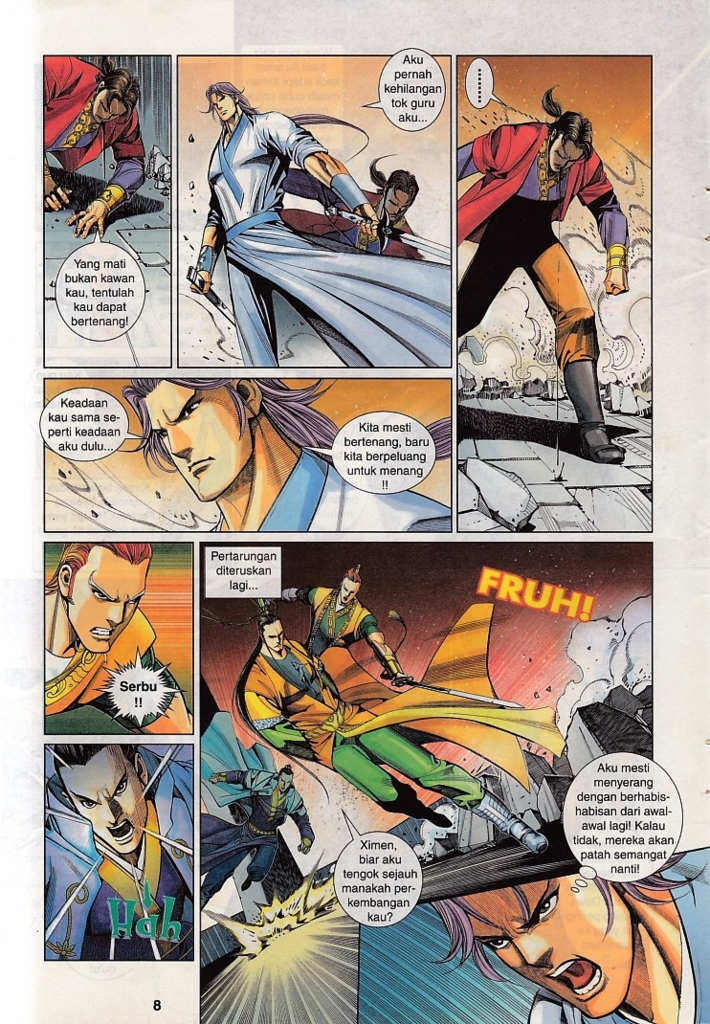 Yang mati
bukan kawan
kau, tentulah
kau dapat
bertenang!
Aku
pernah
kehilangan
tok guru
aku...
........
Keadaan
kau sama se-
perti keadaan
aku dulu...
Kita mesti
bertenang, baru
kita berpeluang
untuk menang
!!
Serbu
!!
Hah
Pertarungan
diteruskan
lagi...
FRUH!
Ximen,
biar aku
tengok sejauh
manakah per-
kembangan
kau?
Aku mesti
menyerang
dengan berhabis-
habisan dari awal-
awal lagi! Kalau
tidak, mereka akan
patah semangat
nanti!
8